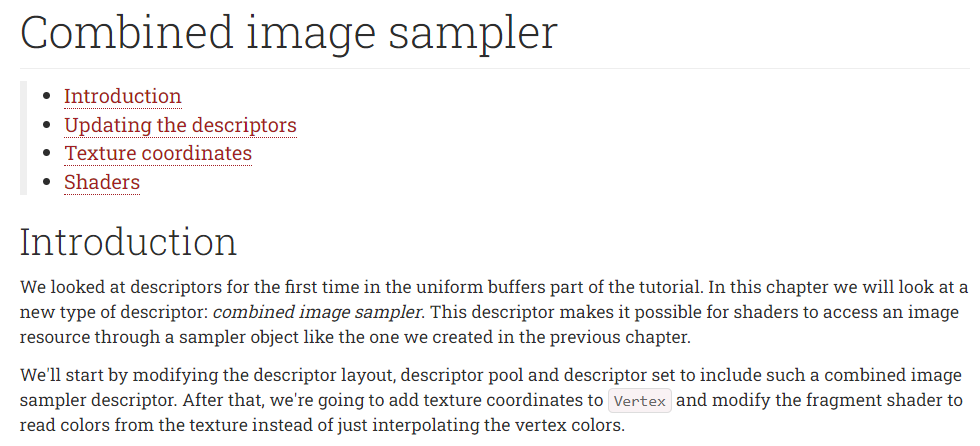 Combined image sampler
Introduction
Updating the descriptors
Texture coordinates
Shaders
Introduction
We looked at descriptors for the first time in the uniform buffers part of the tutorial. In this chapter we will look at a
new type of descriptor: combined image sampler. This descriptor makes it possible for shaders to access an image
resource through a sampler object like the one we created in the previous chapter.
We'll start by modifying the descriptor layout, descriptor pool and descriptor set to include such a combined image
sampler descriptor. After that, we're going to add texture coordinates to Vertex and modify the fragment shader to
read colors from the texture instead of just interpolating the vertex colors.